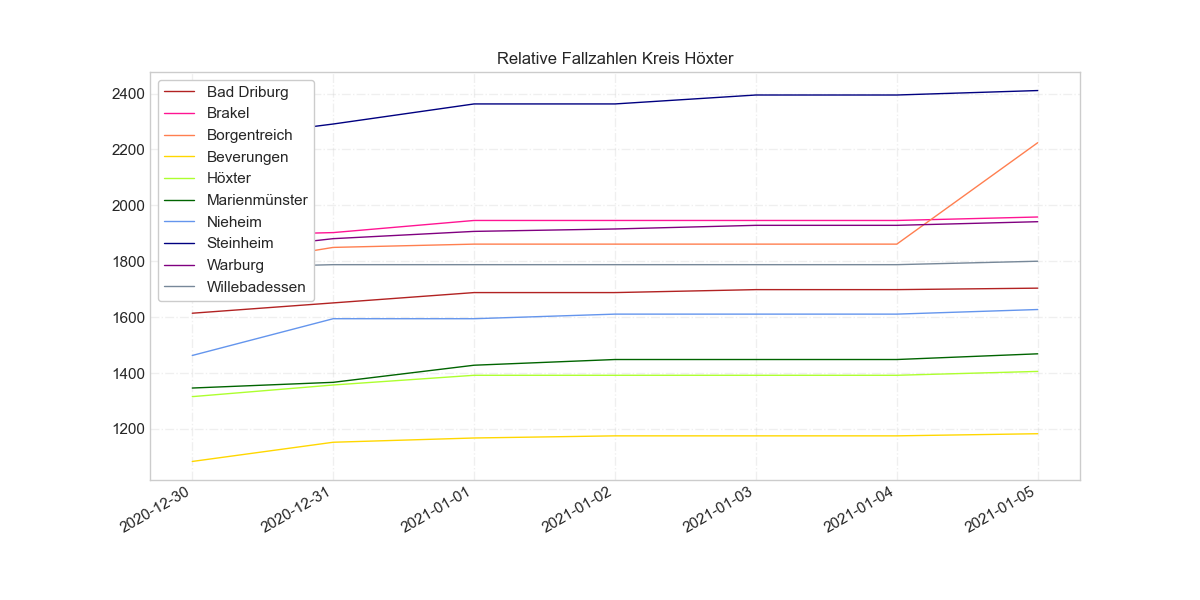 Relative Fallzahlen Kreis Höxter
2400
2200
2000
1800
1600
1400
1200
Bad Driburg
Brakel
Borgentreich
Beverungen
Höxter
Marienmünster
Nieheim
Steinheim
Warburg
Willebadessen
2020-12-30
2020-12-31
2021-01-01
2021-01-02
2021-01-03
2021-01-04
2021-01-05